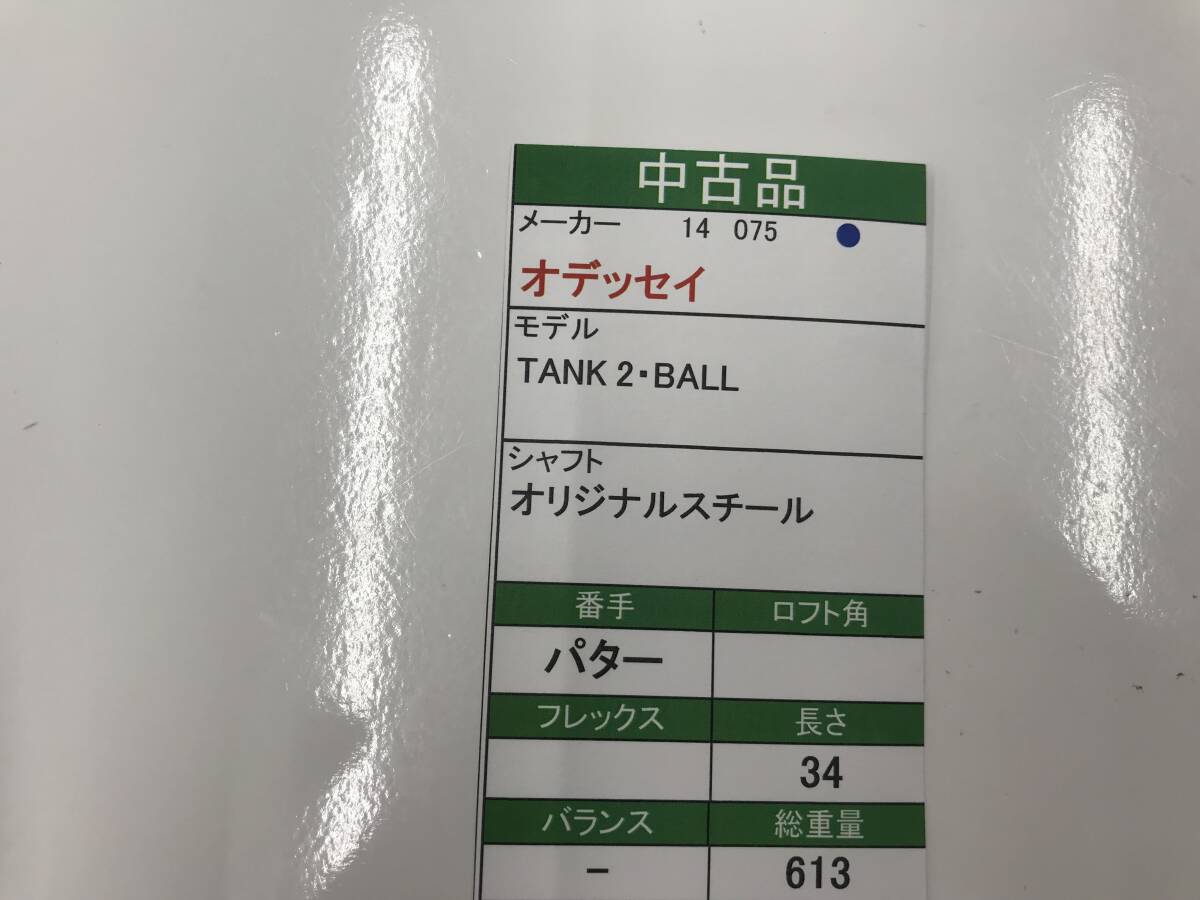 中古品
メーカー 14 075
オデッセイ
モデル
TANK 2・BALL
シャフト
オリジナルスチール
番手 ロフト角
パター
フレックス 長さ
34
バランス 総重量
- 613